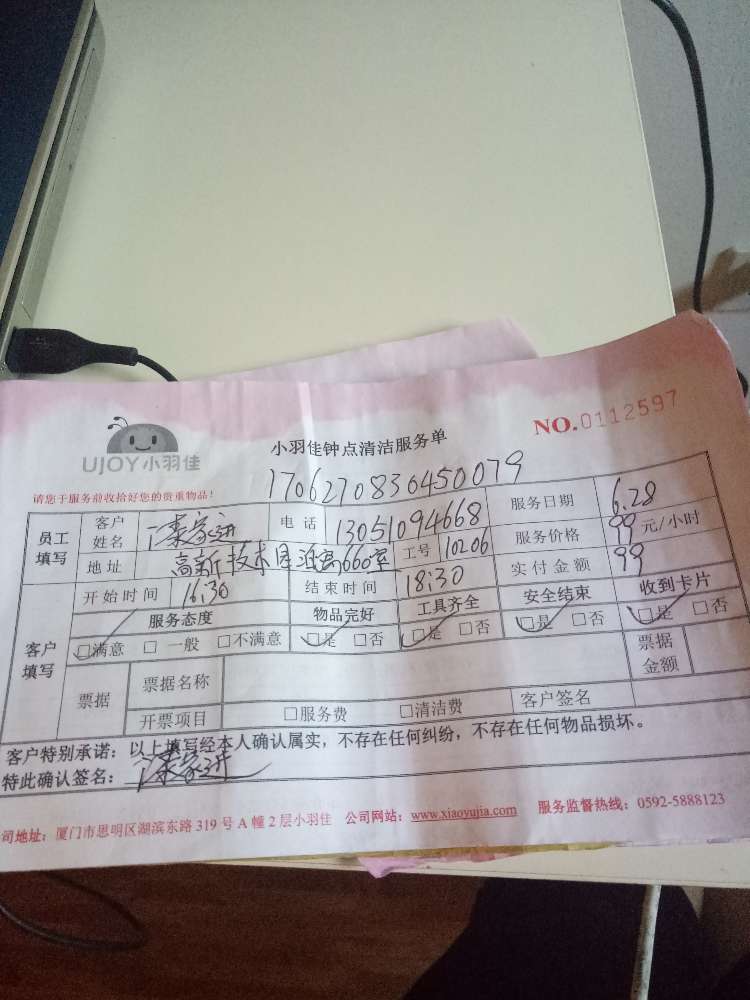 NO.0112597
UJOY小羽佳
小羽佳钟点清洁服务单
请您于服务前收拾好您的贵重物品!
1706270830450079
员工填写 客户姓名 电话 13051094668 服务日期 6.28
地址 高新技术园 660室 工号 10206 服务价格 99 元/小时
开始时间 16:30 结束时间 18:30 实付金额 99
客户填写 服务态度 物品完好 工具齐全 安全结束 收到卡片
□满意 □一般 □不满意 □是 □否 □是 □否 □是 □否 □是 □否
票据 票据名称 票据金额
开票项目 □服务费 □清洁费 客户签名
客户特别承诺:以上填写经本人确认属实,不存在任何纠纷,不存在任何物品损坏。
特此确认签名:
司地址:厦门市思明区湖滨东路319号A幢2层小羽佳 公司网站:www.xiaoyujia.com 服务监督热线:0592-5888123